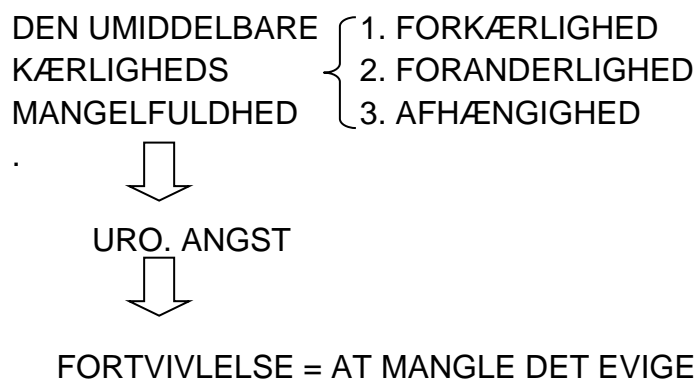 DEN UMIDDELBARE 1. FORKÆRLIGHED
KÆRLIGHEDS 2. FORANDERLIGHED
MANGELFULDHED 3. AFHÆNGIGHED
.
URO. ANGST
FORTVIVLELSE = AT MANGLE DET EVIGE